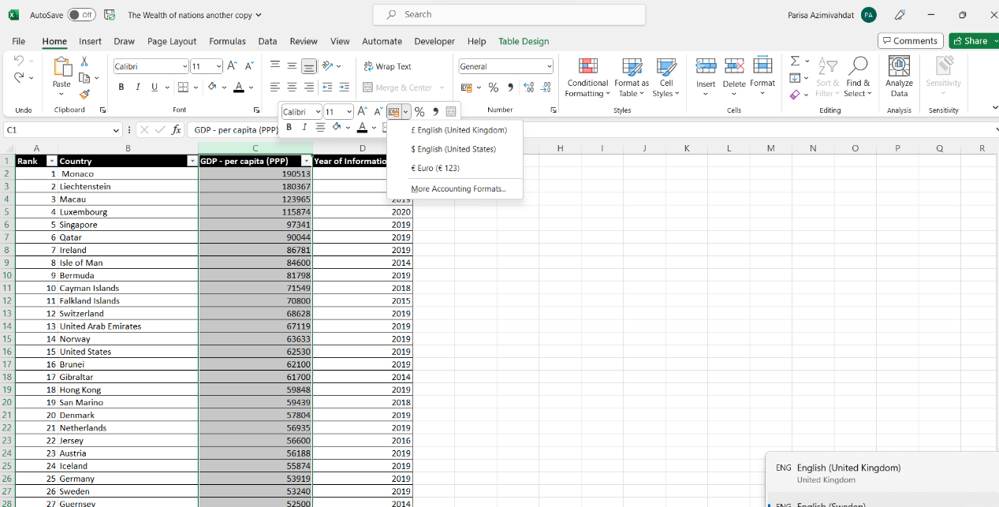 AutoSave Off The Wealth of nations another copy Search Parisa Azimivahdat PA
File Home Insert Draw Page Layout Formulas Data Review View Automate Developer Help Table Design Comments Share
Paste Calibri 11 Wrap Text General Conditional Formatting Format as Table Cell Styles Insert Delete Format Sort & Filter Find & Select Analyze Data Sensitivity
B I U Merge & Center
Undo Clipboard Font Number Styles Cells Editing Analysis Sensitivity
Calibri 11
B I A
C1 fx GDP - per capita (PPP)
£ English (United Kingdom)
$ English (United States)
€ Euro (€ 123)
More Accounting Formats...
A B C D H I J K L M N O P Q R
1 Rank Country GDP - per capita (PPP) Year of Informatio
2 1 Monaco 190513
3 2 Liechtenstein 180367
4 3 Macau 123965 2019
5 4 Luxembourg 115874 2020
6 5 Singapore 97341 2019
7 6 Qatar 90044 2019
8 7 Ireland 86781 2019
9 8 Isle of Man 84600 2014
10 9 Bermuda 81798 2019
11 10 Cayman Islands 71549 2018
12 11 Falkland Islands 70800 2015
13 12 Switzerland 68628 2019
14 13 United Arab Emirates 67119 2019
15 14 Norway 63633 2019
16 15 United States 62530 2019
17 16 Brunei 62100 2019
18 17 Gibraltar 61700 2014
19 18 Hong Kong 59848 2019
20 19 San Marino 59439 2018
21 20 Denmark 57804 2019
22 21 Netherlands 56935 2019
23 22 Jersey 56600 2016
24 23 Austria 56188 2019
25 24 Iceland 55874 2019
26 25 Germany 53919 2019
27 26 Sweden 53240 2019
28 27 Guernsey 52500 2014
ENG English (United Kingdom)
United Kingdom
ENG English (Sweden)